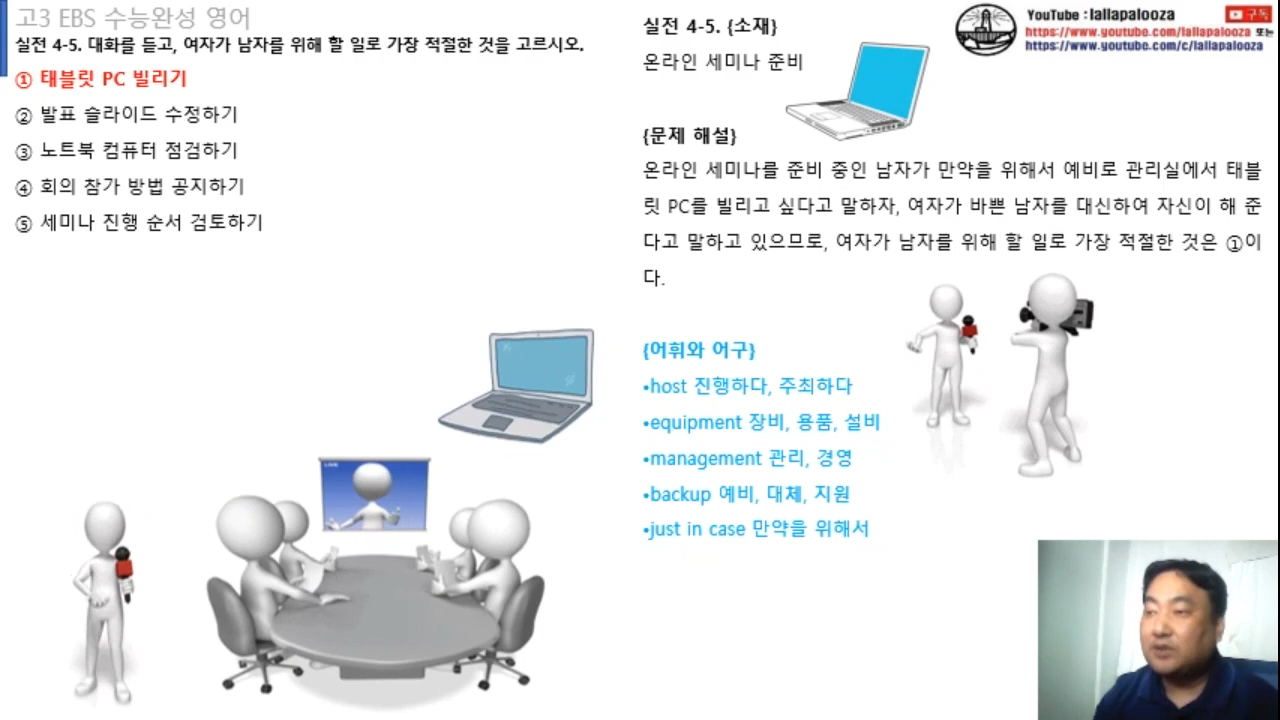 고3 EBS 수능완성 영어
실전 4-5. 대화를 듣고, 여자가 남자를 위해 할 일로 가장 적절한 것을 고르시오.
① 태블릿 PC 빌리기
② 발표 슬라이드 수정하기
③ 노트북 컴퓨터 점검하기
④ 회의 참가 방법 공지하기
⑤ 세미나 진행 순서 검토하기
LIVE
실전 4-5. {소재}
온라인 세미나 준비
{문제 해설}
온라인 세미나를 준비 중인 남자가 만약을 위해서 예비로 관리실에서 태블
릿 PC를 빌리고 싶다고 말하자, 여자가 바쁜 남자를 대신하여 자신이 해 준
다고 말하고 있으므로, 여자가 남자를 위해 할 일로 가장 적절한 것은 ①이
다.
{어휘와 어구}
•host 진행하다, 주최하다
•equipment 장비, 용품, 설비
•management 관리, 경영
•backup 예비, 대체, 지원
•just in case 만약을 위해서
YouTube : lallapalooza
구독
https://www.youtube.com/lallapalooza 또는
https://www.youtube.com/c/lallapalooza